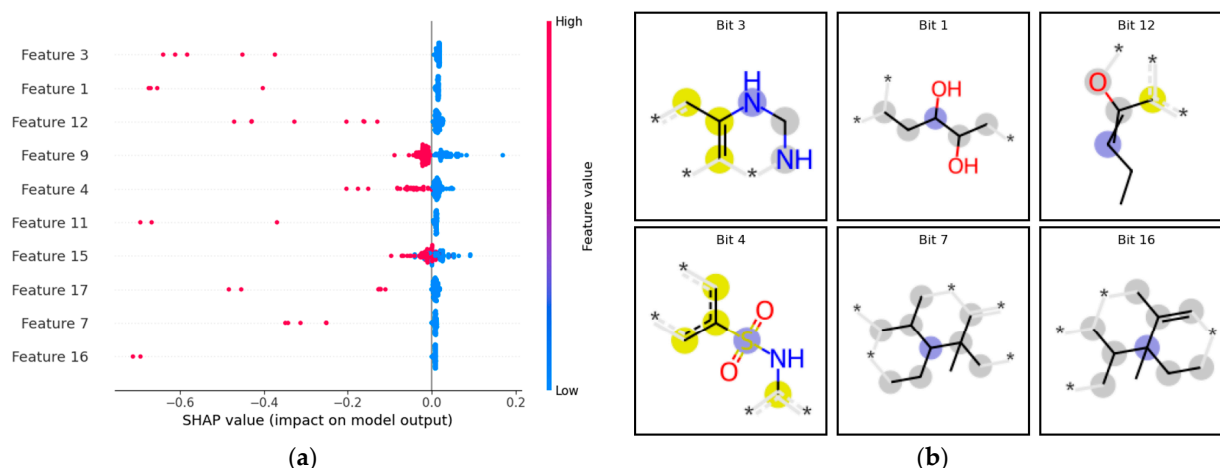 High
Feature 3
Feature 1
Feature 12
Feature 9
Feature 4
Feature 11
Feature 15
Feature 17
Feature 7
Feature 16
Low
Feature value
−0.6 −0.4 −0.2 0.0 0.2
SHAP value (impact on model output)
(a)
Bit 3
H
N
NH
* * *
Bit 1
OH
OH
* * *
Bit 12
O
* * *
Bit 4
O
S
O
NH
* * * *
Bit 7
* * * *
Bit 16
* * * *
(b)